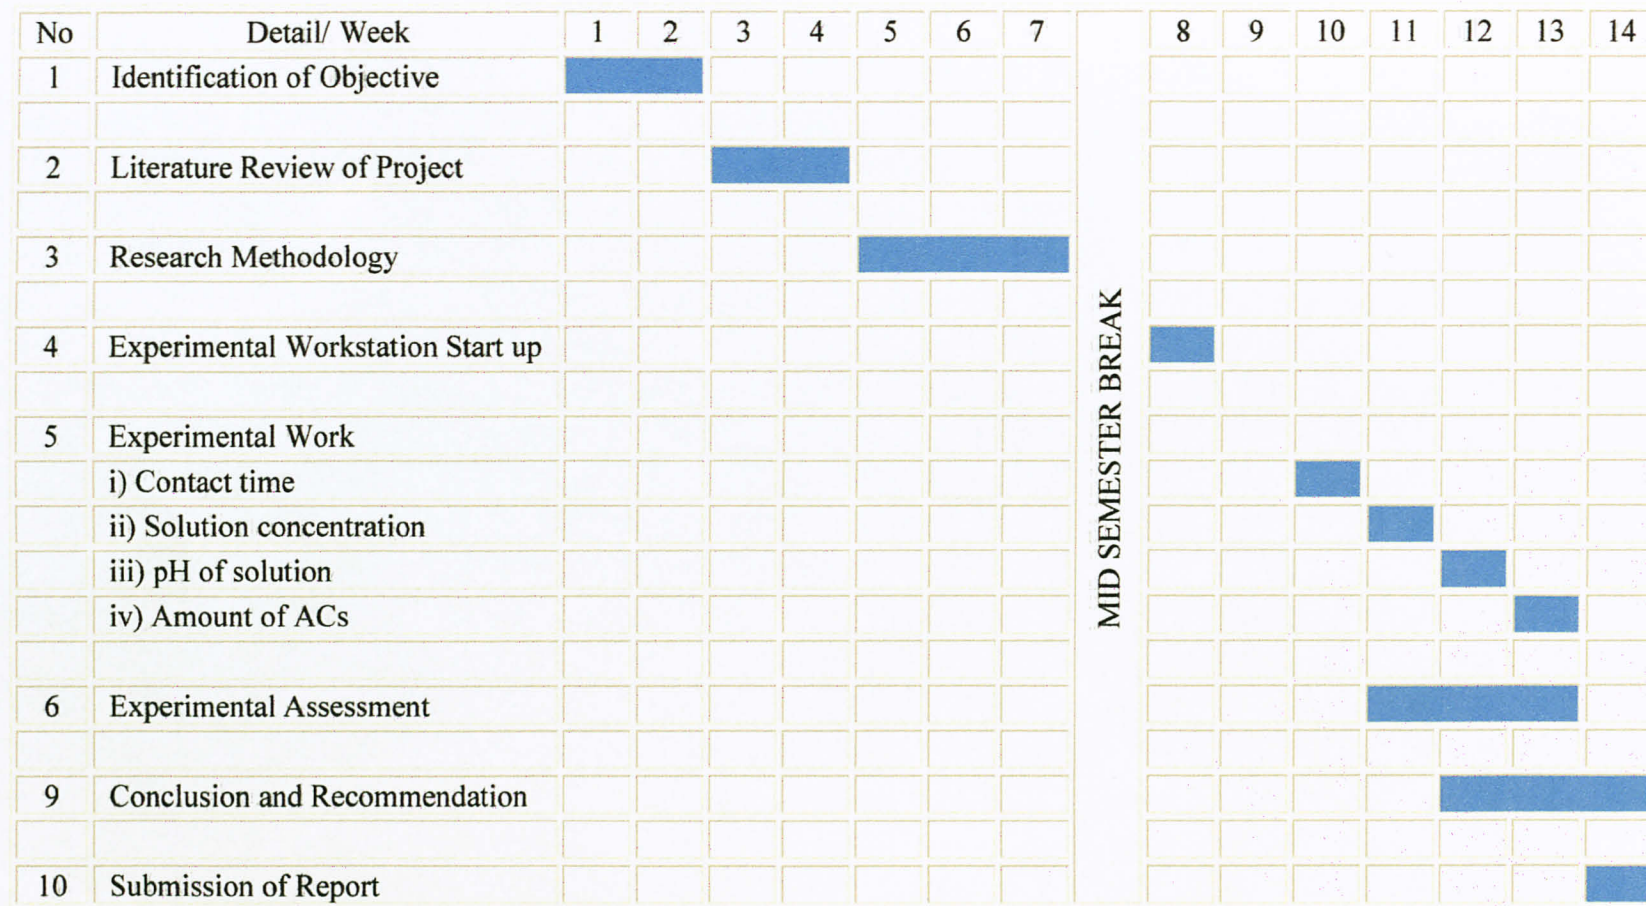 No Detail/ Week 1 2 3 4 5 6 7 8 9 10 11 12 13 14
1 Identification of Objective
2 Literature Review of Project
3 Research Methodology
4 Experimental Workstation Start up
5 Experimental Work
i) Contact time
ii) Solution concentration
iii) pH of solution
iv) Amount of ACs
6 Experimental Assessment
9 Conclusion and Recommendation
10 Submission of Report
MID SEMESTER BREAK